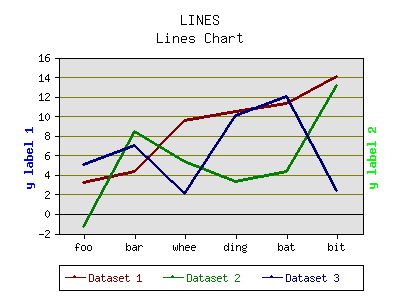 LINES
Lines Chart
16
14
12
10
8
6
4
2
0
-2
y label 1
y label 2
foo bar whee ding bat bit
Dataset 1 Dataset 2 Dataset 3